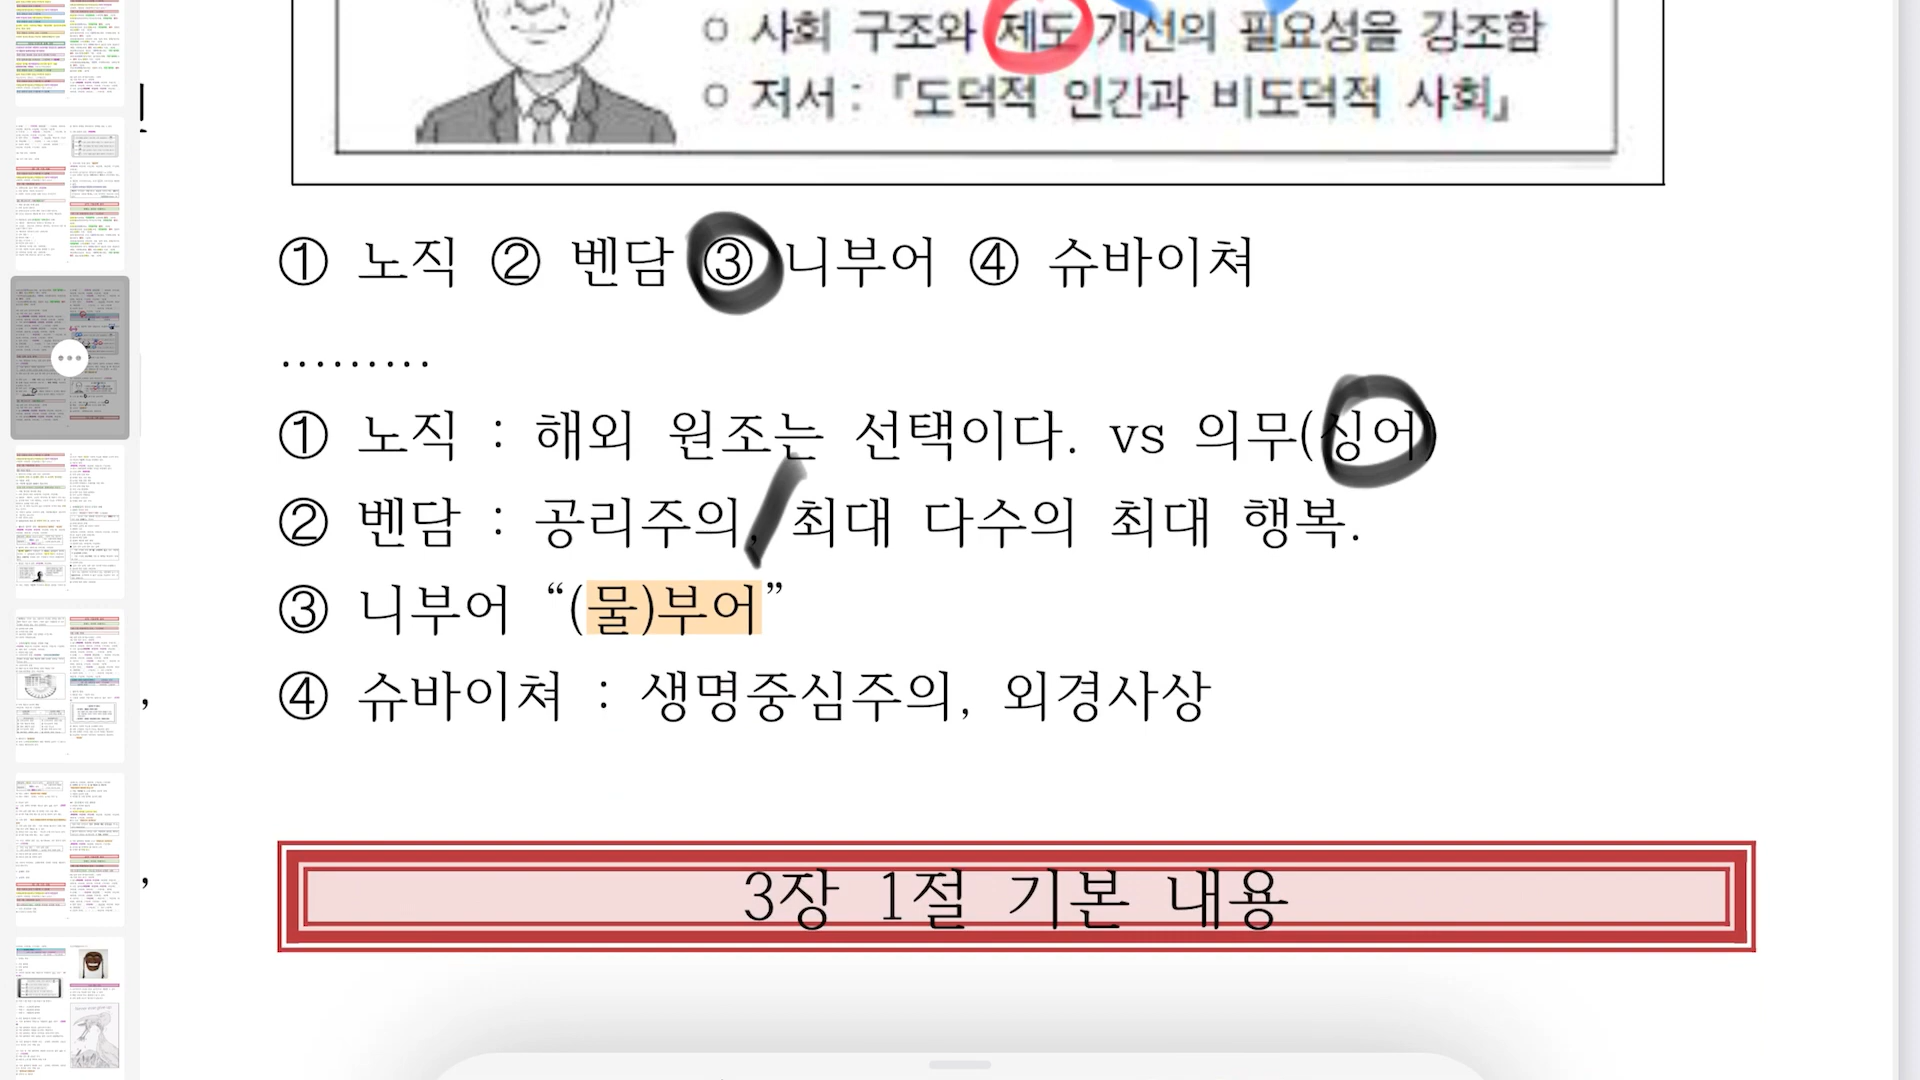 ○ 사회 구조와 제도 개선의 필요성을 강조함
○ 저서 : 『도덕적 인간과 비도덕적 사회』
① 노직 ② 벤담 ③ 니부어 ④ 슈바이쳐
.........
① 노직 : 해외 원조는 선택이다. vs 의무(싱어)
② 벤담 : 공리주의, 최대 다수의 최대 행복.
③ 니부어 “(물)부어”
④ 슈바이쳐 : 생명중심주의, 외경사상
3장 1절 기본 내용